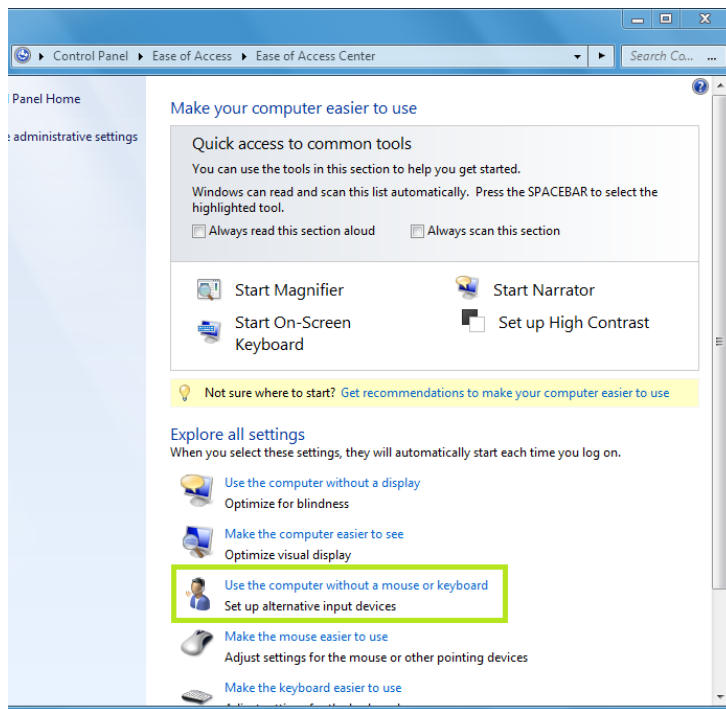 Control Panel Ease of Access Ease of Access Center Search Co... ...
Panel Home
administrative settings
Make your computer easier to use
Quick access to common tools
You can use the tools in this section to help you get started.
Windows can read and scan this list automatically. Press the SPACEBAR to select the
highlighted tool.
Always read this section aloud Always scan this section
Start Magnifier Start Narrator
Start On-Screen Set up High Contrast
Keyboard
Not sure where to start? Get recommendations to make your computer easier to use
Explore all settings
When you select these settings, they will automatically start each time you log on.
Use the computer without a display
Optimize for blindness
Make the computer easier to see
Optimize visual display
Use the computer without a mouse or keyboard
Set up alternative input devices
Make the mouse easier to use
Adjust settings for the mouse or other pointing devices
Make the keyboard easier to use